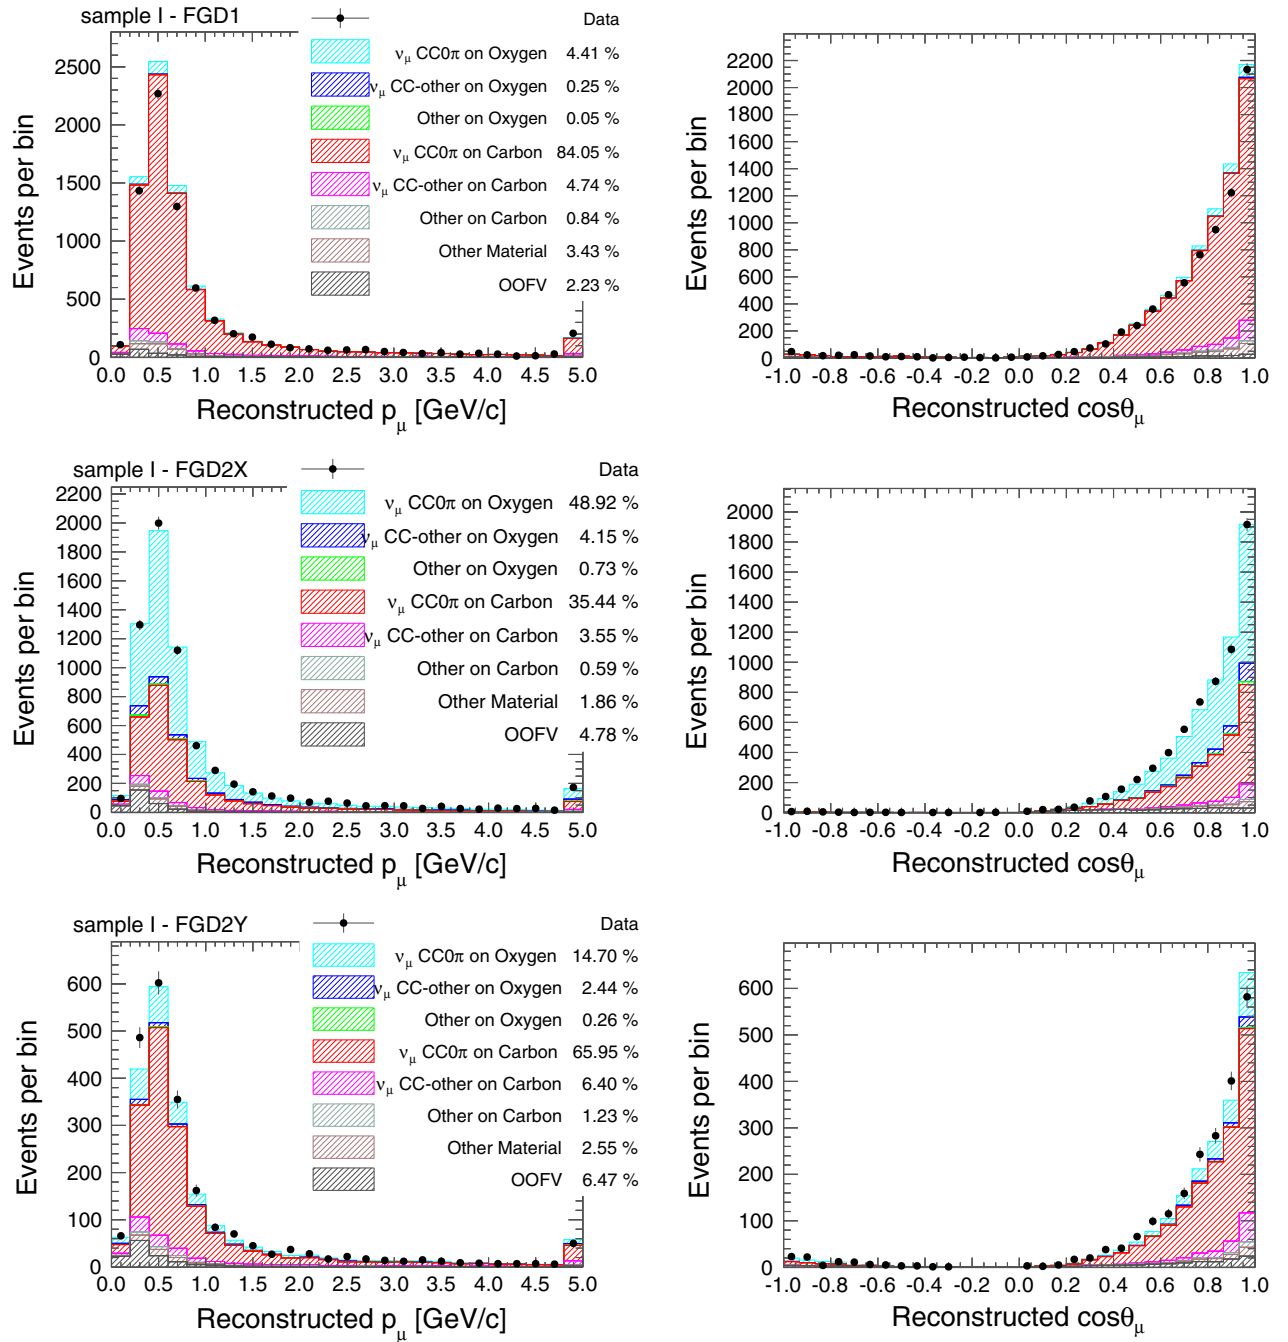 sample I - FGD1
Data
νμ CC0π on Oxygen 4.41 %
νμ CC-other on Oxygen 0.25 %
Other on Oxygen 0.05 %
νμ CC0π on Carbon 84.05 %
νμ CC-other on Carbon 4.74 %
Other on Carbon 0.84 %
Other Material 3.43 %
OOFV 2.23 %
Events per bin
2500
2000
1500
1000
500
0
0.0 0.5 1.0 1.5 2.0 2.5 3.0 3.5 4.0 4.5 5.0
Reconstructed pμ [GeV/c]
Events per bin
2200
2000
1800
1600
1400
1200
1000
800
600
400
200
0
-1.0 -0.8 -0.6 -0.4 -0.2 0.0 0.2 0.4 0.6 0.8 1.0
Reconstructed cosθμ
sample I - FGD2X
Data
νμ CC0π on Oxygen 48.92 %
νμ CC-other on Oxygen 4.15 %
Other on Oxygen 0.73 %
νμ CC0π on Carbon 35.44 %
νμ CC-other on Carbon 3.55 %
Other on Carbon 0.59 %
Other Material 1.86 %
OOFV 4.78 %
Events per bin
2200
2000
1800
1600
1400
1200
1000
800
600
400
200
0
0.0 0.5 1.0 1.5 2.0 2.5 3.0 3.5 4.0 4.5 5.0
Reconstructed pμ [GeV/c]
Events per bin
2000
1800
1600
1400
1200
1000
800
600
400
200
0
-1.0 -0.8 -0.6 -0.4 -0.2 0.0 0.2 0.4 0.6 0.8 1.0
Reconstructed cosθμ
sample I - FGD2Y
Data
νμ CC0π on Oxygen 14.70 %
νμ CC-other on Oxygen 2.44 %
Other on Oxygen 0.26 %
νμ CC0π on Carbon 65.95 %
νμ CC-other on Carbon 6.40 %
Other on Carbon 1.23 %
Other Material 2.55 %
OOFV 6.47 %
Events per bin
600
500
400
300
200
100
0
0.0 0.5 1.0 1.5 2.0 2.5 3.0 3.5 4.0 4.5 5.0
Reconstructed pμ [GeV/c]
Events per bin
600
500
400
300
200
100
0
-1.0 -0.8 -0.6 -0.4 -0.2 0.0 0.2 0.4 0.6 0.8 1.0
Reconstructed cosθμ